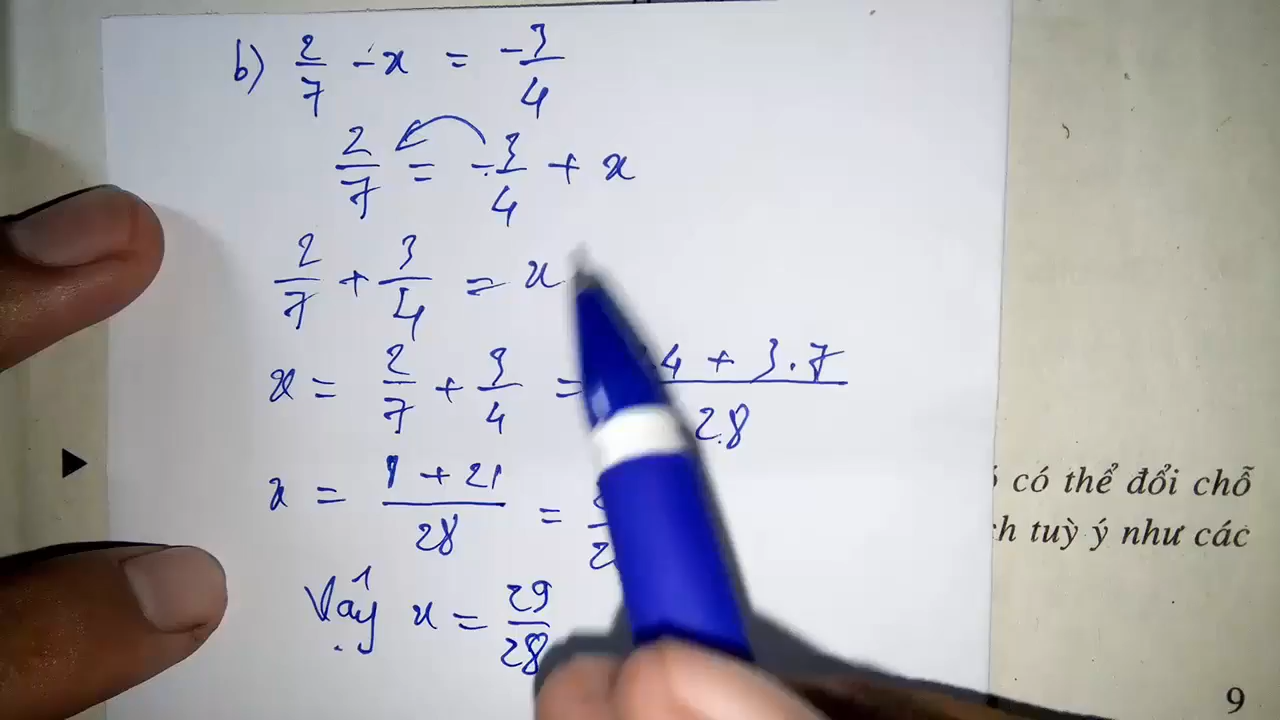 b) 2/7 - x = -3/4
2/7 = -3/4 + x
2/7 + 3/4 = x
x = 2/7 + 3/4 = 4 + 3.7/28
x = 8 + 21/28 =
Vậy x = 29/28
có thể đổi chỗ
tuỳ ý như các
9